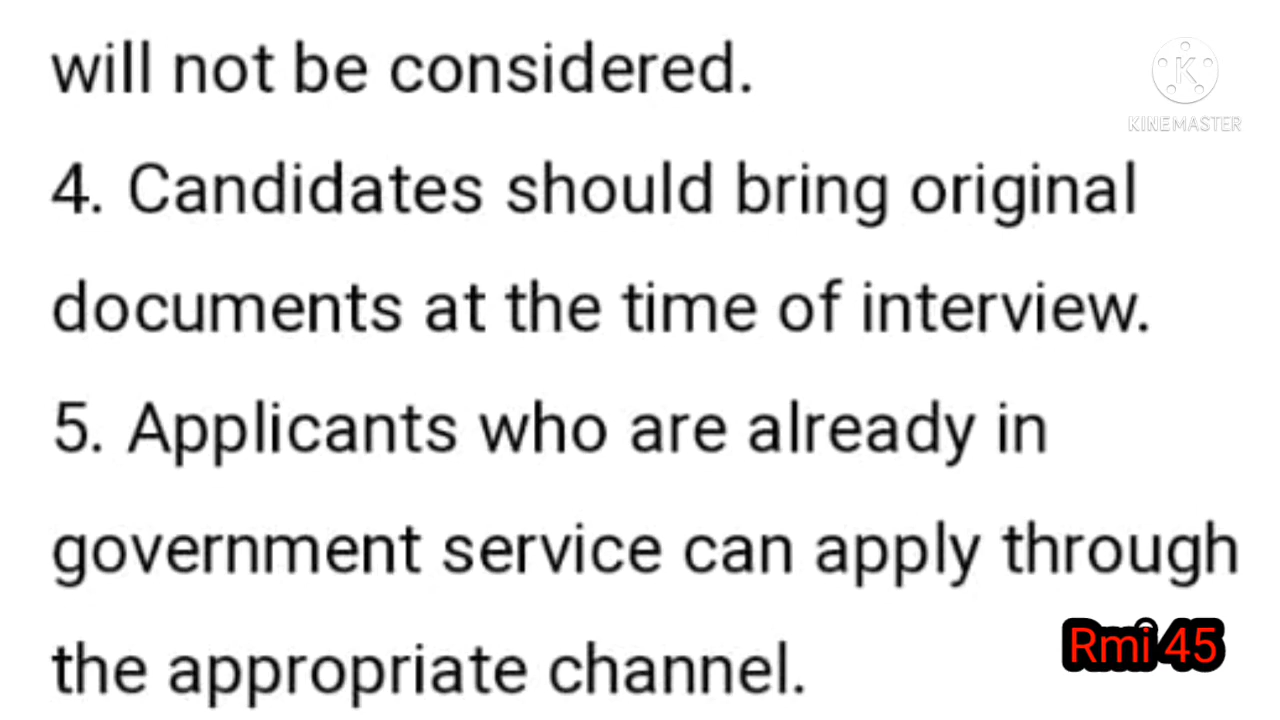 will not be considered.
KINEMASTER
4. Candidates should bring original
documents at the time of interview.
5. Applicants who are already in
government service can apply through
the appropriate channel.
Rmi 45